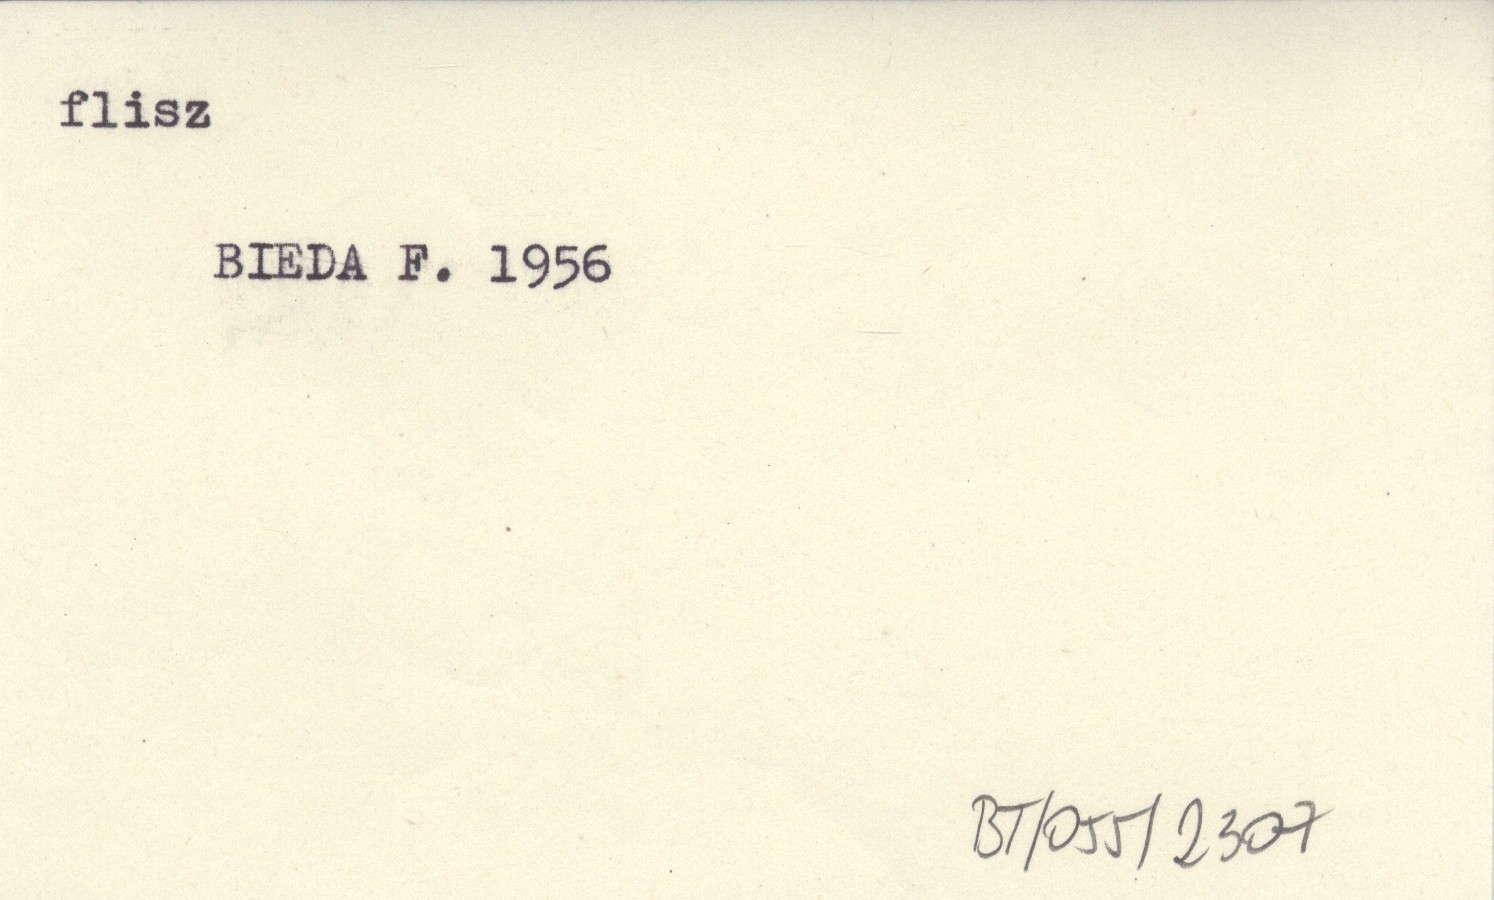 flisz
BIEDA F. 1956
BT/055/2307